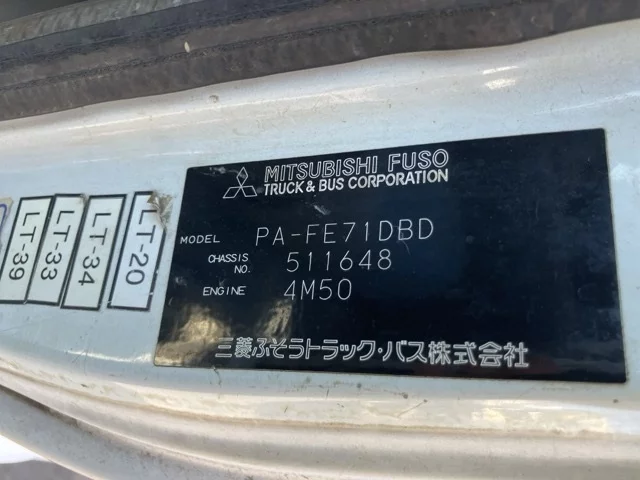 MITSUBISHI FUSO
TRUCK & BUS CORPORATION
MODEL PA-FE71DBD
CHASSIS NO. 511648
ENGINE 4M50
三菱ふそうトラック・バス株式会社
LT-39
LT-33
LT-34
LT-20